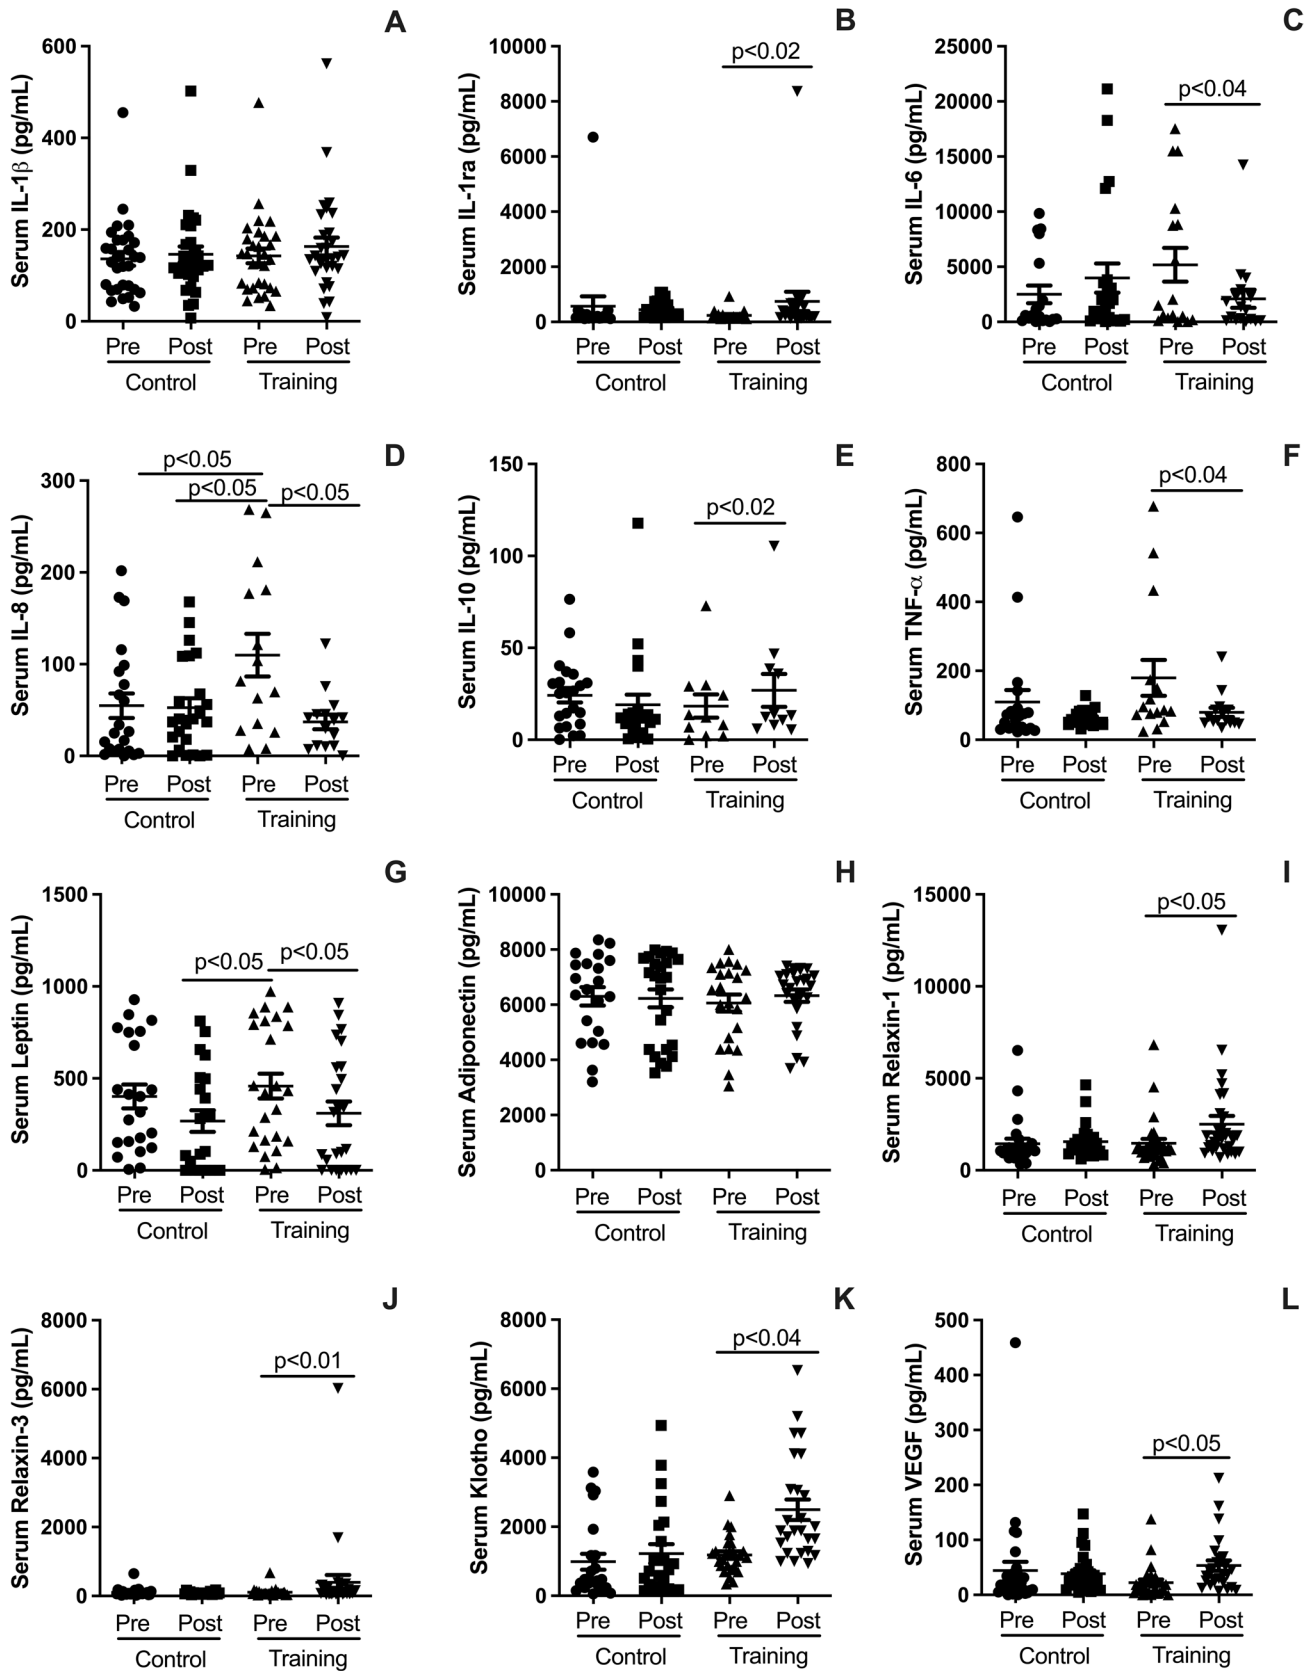 A
Serum IL-1β (pg/mL)
600
400
200
0
Pre Post Pre Post
Control Training
B
Serum IL-1ra (pg/mL)
10000
8000
6000
4000
2000
0
p<0.02
Pre Post Pre Post
Control Training
C
Serum IL-6 (pg/mL)
25000
20000
15000
10000
5000
0
p<0.04
Pre Post Pre Post
Control Training
D
Serum IL-8 (pg/mL)
300
200
100
0
p<0.05
p<0.05 p<0.05
Pre Post Pre Post
Control Training
E
Serum IL-10 (pg/mL)
150
100
50
0
p<0.02
Pre Post Pre Post
Control Training
F
Serum TNF-α (pg/mL)
800
600
400
200
0
p<0.04
Pre Post Pre Post
Control Training
G
Serum Leptin (pg/mL)
1500
1000
500
0
p<0.05 p<0.05
Pre Post Pre Post
Control Training
H
Serum Adiponectin (pg/mL)
10000
8000
6000
4000
2000
0
Pre Post Pre Post
Control Training
I
Serum Relaxin-1 (pg/mL)
15000
10000
5000
0
p<0.05
Pre Post Pre Post
Control Training
J
Serum Relaxin-3 (pg/mL)
8000
6000
4000
2000
0
p<0.01
Pre Post Pre Post
Control Training
K
Serum Klotho (pg/mL)
8000
6000
4000
2000
0
p<0.04
Pre Post Pre Post
Control Training
L
Serum VEGF (pg/mL)
500
400
300
200
100
0
p<0.05
Pre Post Pre Post
Control Training